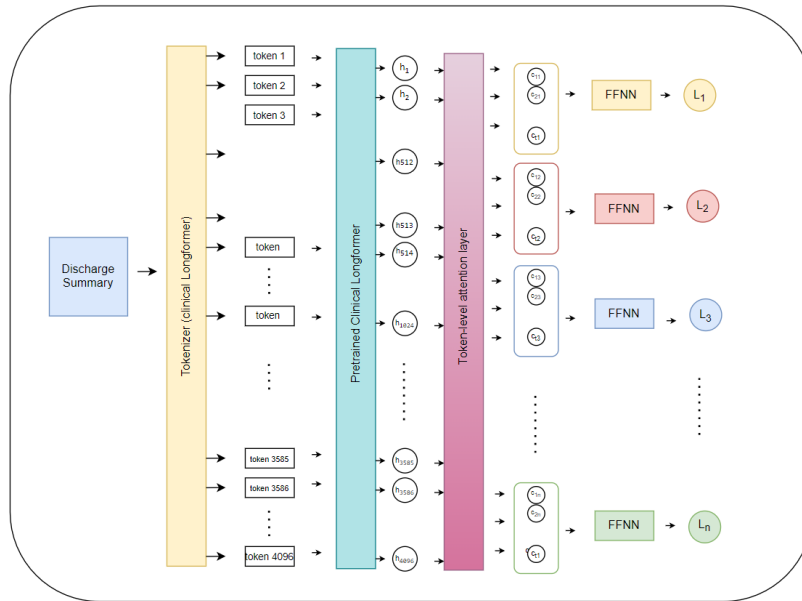 Discharge
Summary
Tokenizer (clinical Longformer)
token 1
token 2
token 3
token
token
token 3585
token 3586
token 4096
Pretrained Clinical Longformer
h1
h2
h512
h513
h514
h1024
h3585
h3586
h4096
Token-level attention layer
c11
c21
ct1
c12
c22
ct2
c13
c23
ct3
c1n
c2n
ct1
FFNN
L1
FFNN
L2
FFNN
L3
FFNN
Ln